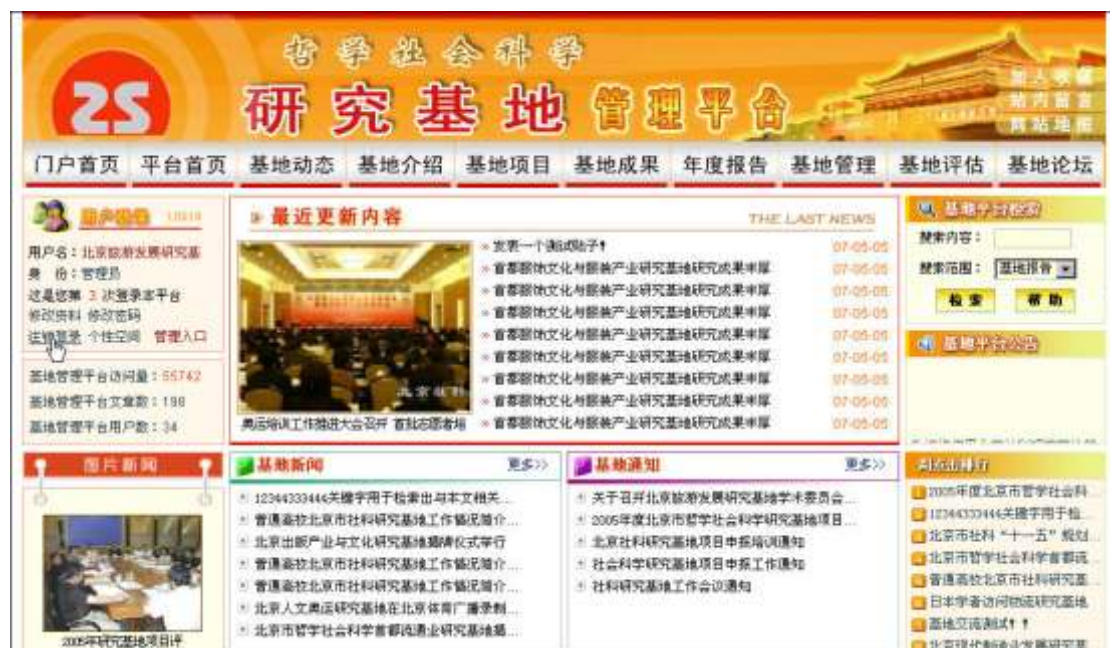 哲学社会科学
研究基地 管理平台
加入收藏
站内留言
网站地图
门户首页 平台首页 基地动态 基地介绍 基地项目 基地成果 年度报告 基地管理 基地评估 基地论坛
用户登录 LOGIN
用户名：北京旅游发展研究基
身 份：管理员
这是您第 3 次登录本平台
修改资料 修改密码
注销登录 个性空间 管理入口
基地管理平台访问量：55742
基地管理平台文章数：198
基地管理平台用户数：34
最近更新内容 THE LAST NEWS
发表一个测试贴子！ 07-05-05
首都服饰文化与服装产业研究基地研究成果丰厚 07-05-05
首都服饰文化与服装产业研究基地研究成果丰厚 07-05-05
首都服饰文化与服装产业研究基地研究成果丰厚 07-05-05
首都服饰文化与服装产业研究基地研究成果丰厚 07-05-05
首都服饰文化与服装产业研究基地研究成果丰厚 07-05-05
首都服饰文化与服装产业研究基地研究成果丰厚 07-05-05
首都服饰文化与服装产业研究基地研究成果丰厚 07-05-05
首都服饰文化与服装产业研究基地研究成果丰厚 07-05-05
奥运培训工作推进大会召开 首批志愿者培
基地平台检索
搜索内容：
搜索范围： 基地报告
检 索 帮 助
基地平台公告
图片新闻
2005年研究基地项目评
基地新闻 更多>>
12344333444关键字用于检索出与本文相关...
普通高校北京市社科研究基地工作情况简介...
北京出版产业与文化研究基地揭牌仪式举行
普通高校北京市社科研究基地工作情况简介...
普通高校北京市社科研究基地工作情况简介...
北京人文奥运研究基地在北京体育广播录制...
北京市哲学社会科学首都流通业研究基地揭...
基地通知 更多>>
关于召开北京旅游发展研究基地学术委员会...
2005年度北京市哲学社会科学研究基地项目...
北京社科研究基地项目申报培训通知
社会科学研究基地项目申报工作通知
社科研究基地工作会议通知
2005年度北京市哲学社会科...
12344333444关键字用于检...
北京市社科“十一五”规划...
北京市哲学社会科学首都流...
普通高校北京市社科研究基...
日本学者访问物流研究基地
基地交流测试！！
北京现代制造业发展研究基...